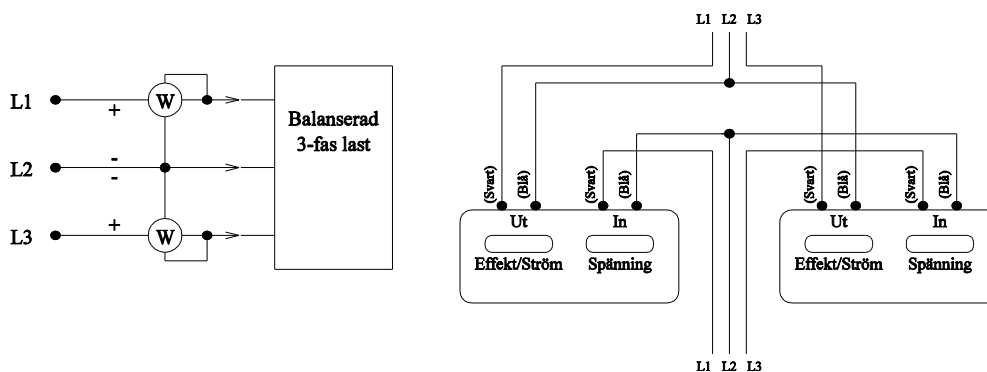 L1
+
W
Balanserad
3-fas last
-
L2
-
+
L3
W
L1 L2 L3
(Svart) (Blå) (Svart) (Blå) (Svart) (Blå) (Svart) (Blå)
Ut In Ut In
Effekt/Ström Spänning Effekt/Ström Spänning
L1 L2 L3